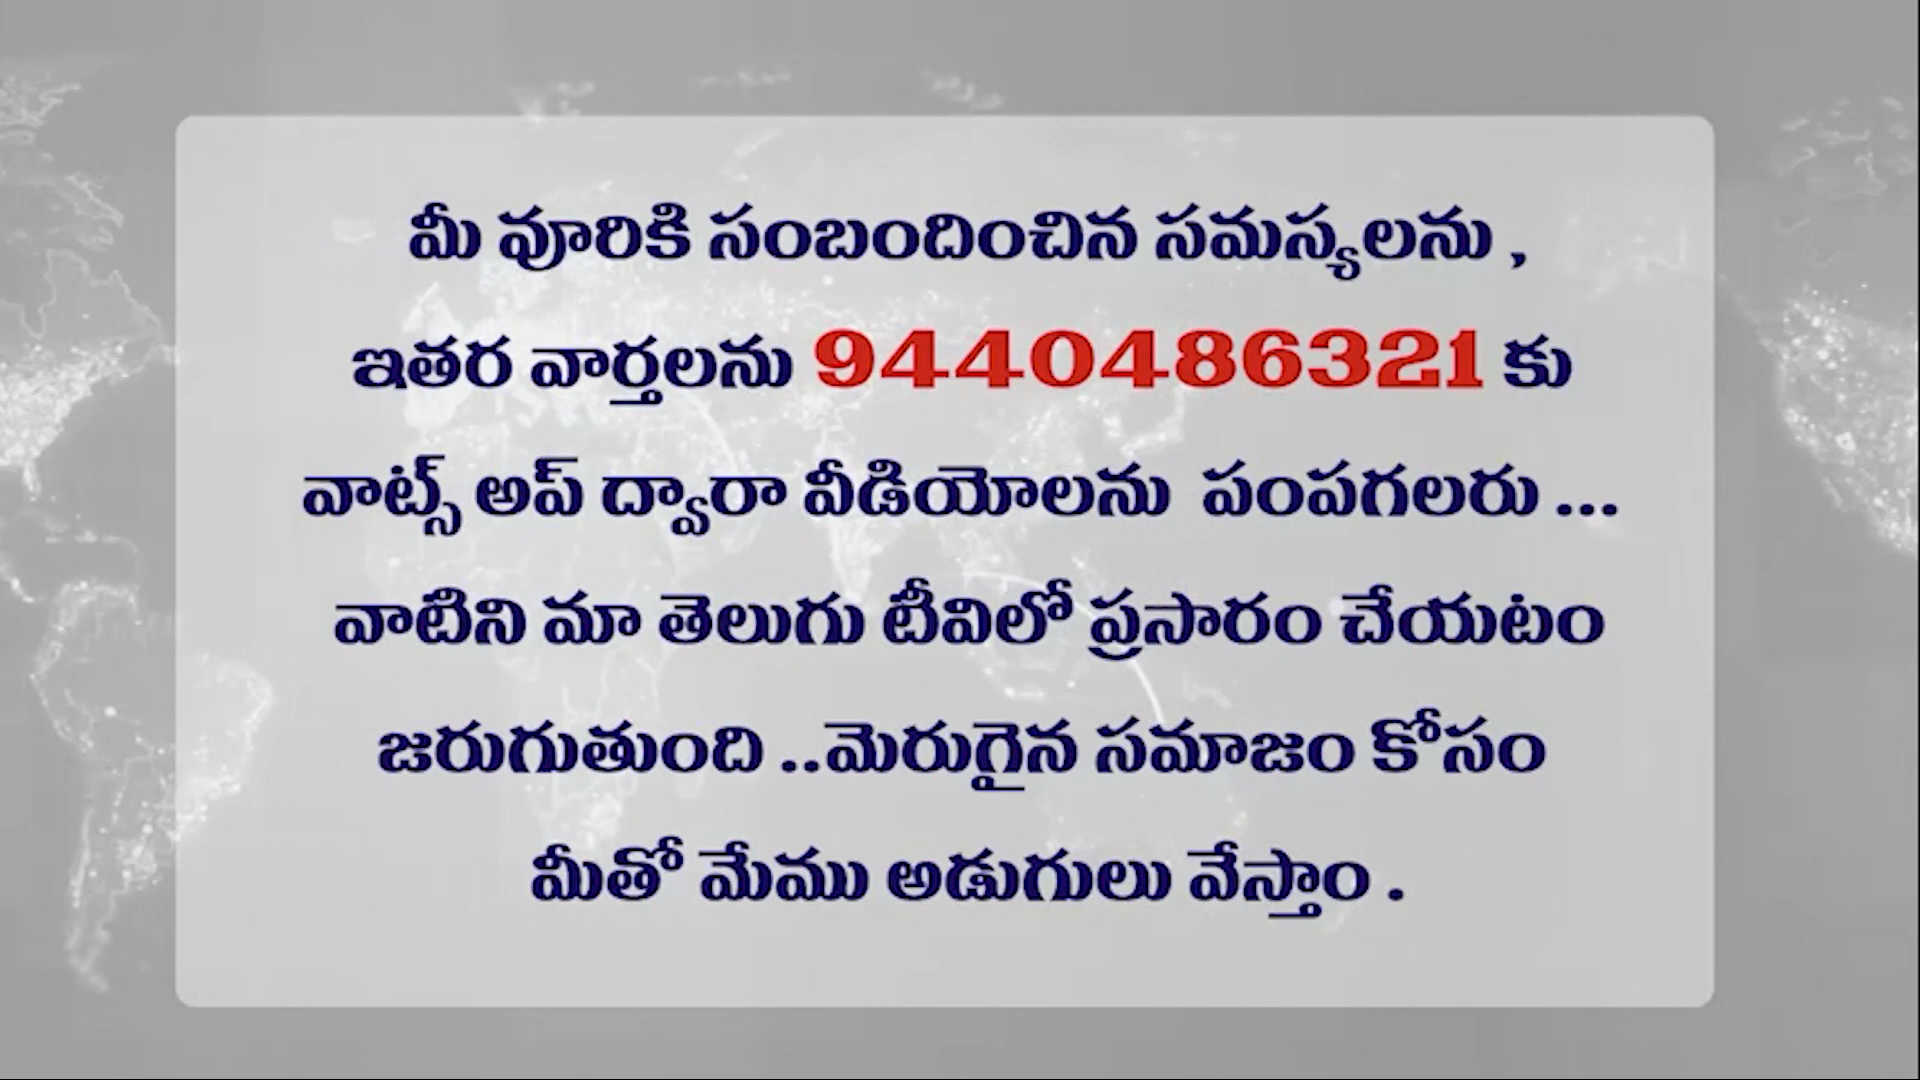 మీ వూరికి సంబందించిన సమస్యలను ,
ఇతర వార్తలను 9440486321 కు
వాట్స్ అప్ ద్వారా వీడియోలను పంపగలరు ...
వాటిని మా తెలుగు టీవిలో ప్రసారం చేయటం
జరుగుతుంది ..మెరుగైన సమాజం కోసం
మీతో మేము అడుగులు వేస్తాం .